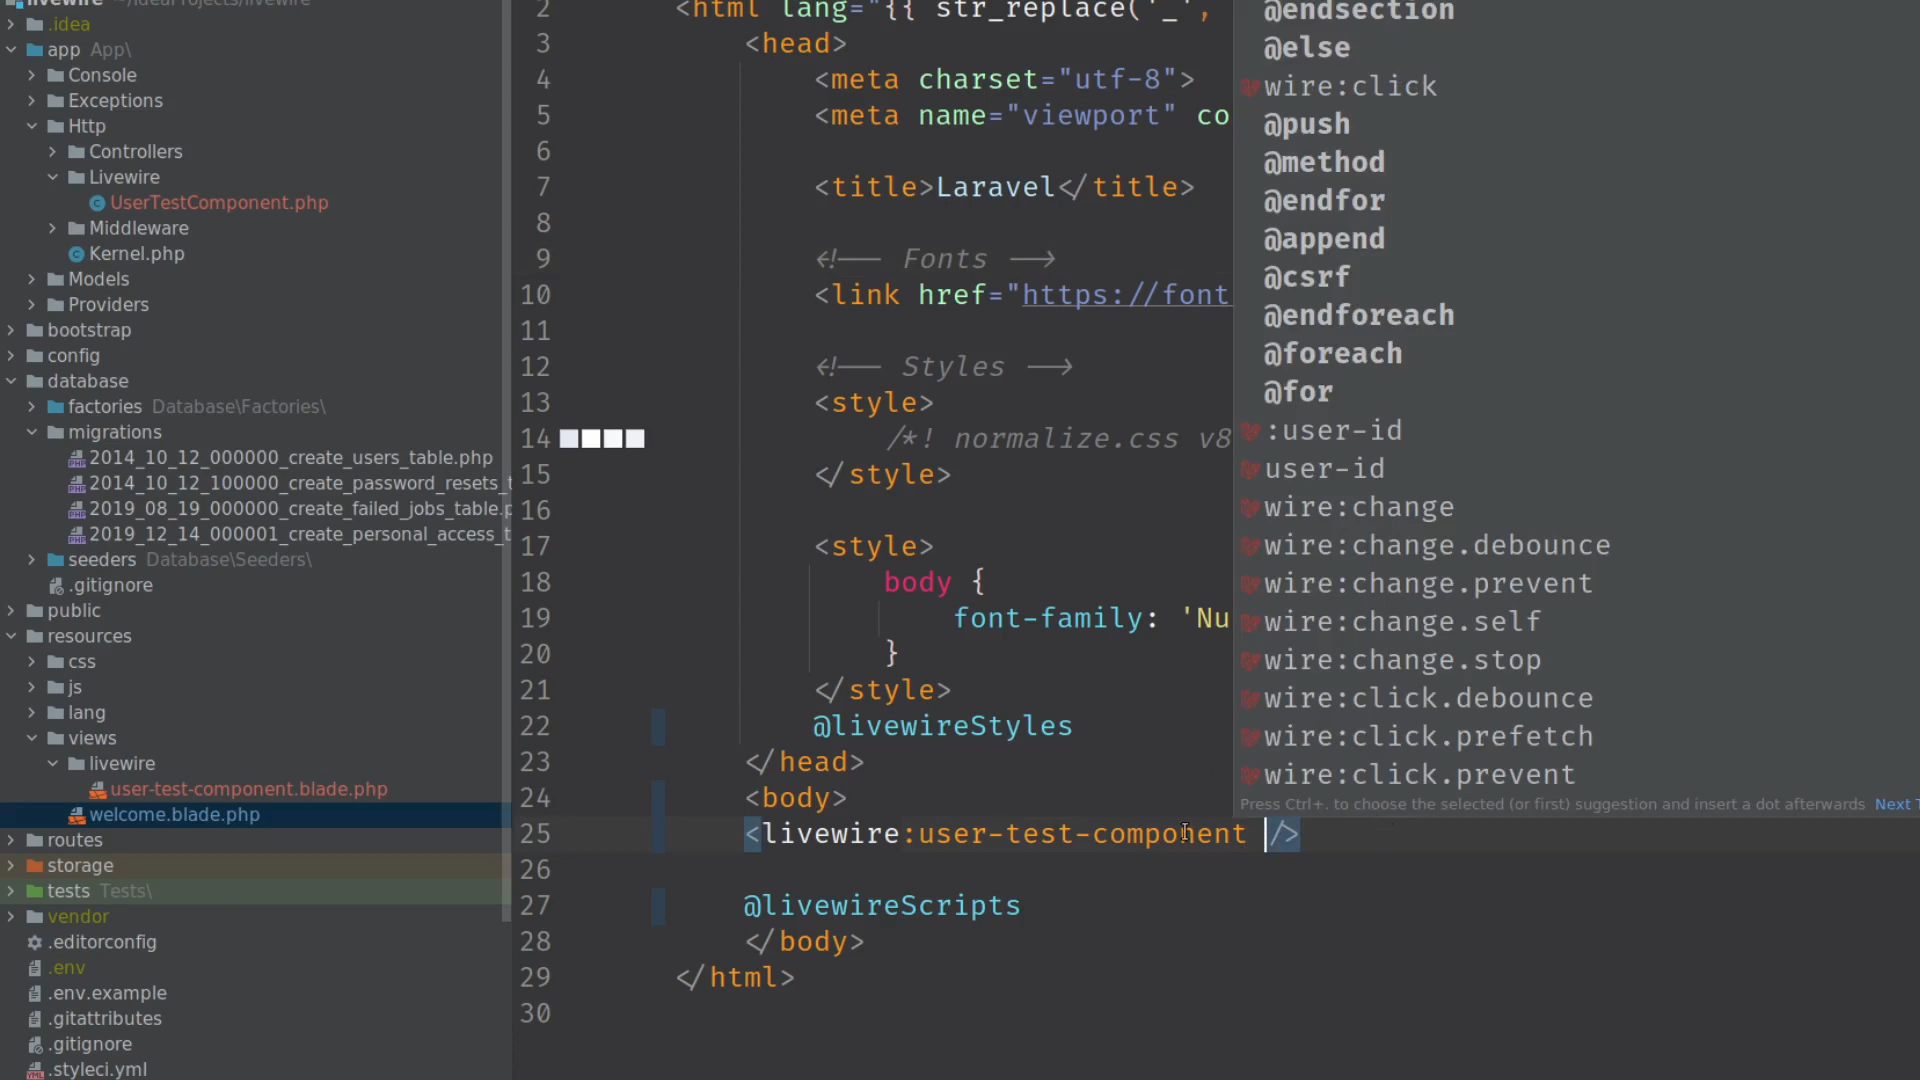 livewire ~/IdeaProjects/livewire
.idea
app App\
Console
Exceptions
Http
Controllers
Livewire
UserTestComponent.php
Middleware
Kernel.php
Models
Providers
bootstrap
config
database
factories Database\Factories\
migrations
2014_10_12_000000_create_users_table.php
2014_10_12_100000_create_password_resets_t
2019_08_19_000000_create_failed_jobs_table.p
2019_12_14_000001_create_personal_access_t
seeders Database\Seeders\
.gitignore
public
resources
css
js
lang
views
livewire
user-test-component.blade.php
welcome.blade.php
routes
storage
tests Tests\
vendor
.editorconfig
.env
.env.example
.gitattributes
.gitignore
.styleci.yml
2 <html lang="{{ str_replace('_',
3 <head>
4 <meta charset="utf-8">
5 <meta name="viewport" co
6
7 <title>Laravel</title>
8
9 <!-- Fonts -->
10 <link href="https://font
11
12 <!-- Styles -->
13 <style>
14 /*! normalize.css v8
15 </style>
16
17 <style>
18 body {
19 font-family: 'Nu
20 }
21 </style>
22 @livewireStyles
23 </head>
24 <body>
25 <livewire:user-test-component />
26
27 @livewireScripts
28 </body>
29 </html>
30
@endsection
@else
wire:click
@push
@method
@endfor
@append
@csrf
@endforeach
@foreach
@for
:user-id
user-id
wire:change
wire:change.debounce
wire:change.prevent
wire:change.self
wire:change.stop
wire:click.debounce
wire:click.prefetch
wire:click.prevent
Press Ctrl+. to choose the selected (or first) suggestion and insert a dot afterwards Next T